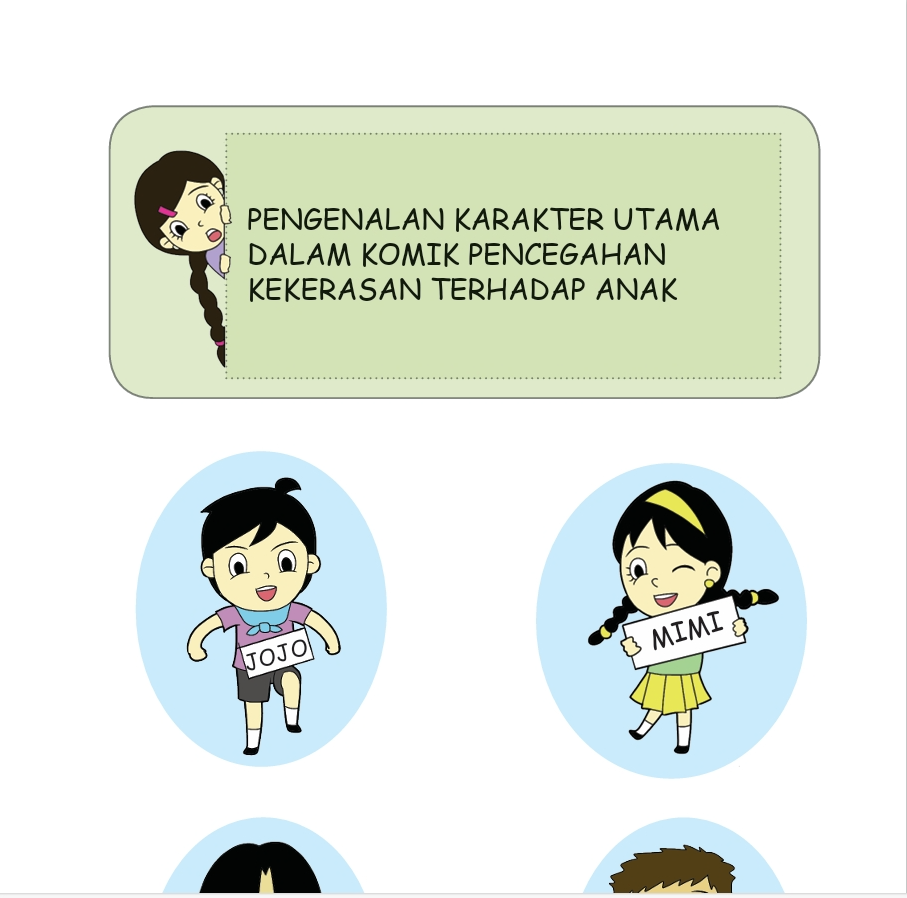 PENGENALAN KARAKTER UTAMA
DALAM KOMIK PENCEGAHAN
KEKERASAN TERHADAP ANAK
JOJO
MIMI